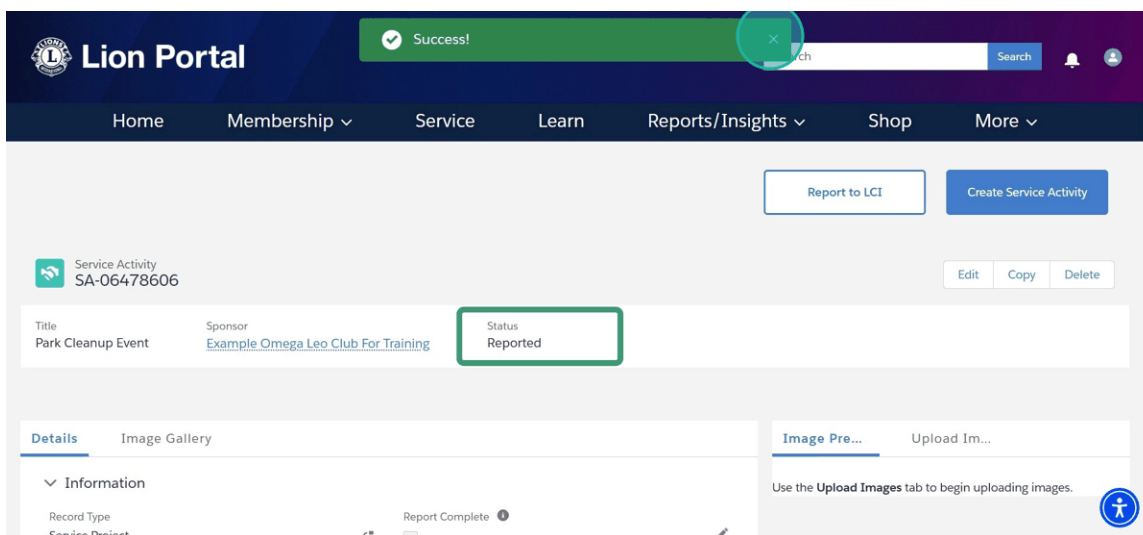 Success!
Lion Portal
Search
Home Membership Service Learn Reports/Insights Shop More
Report to LCI
Create Service Activity
Service Activity
SA-06478606
Edit Copy Delete
Title Sponsor Status
Park Cleanup Event Example Omega Leo Club For Training Reported
Details Image Gallery
Image Pre... Upload Im...
Information
Use the Upload Images tab to begin uploading images.
Record Type Report Complete
Service Project